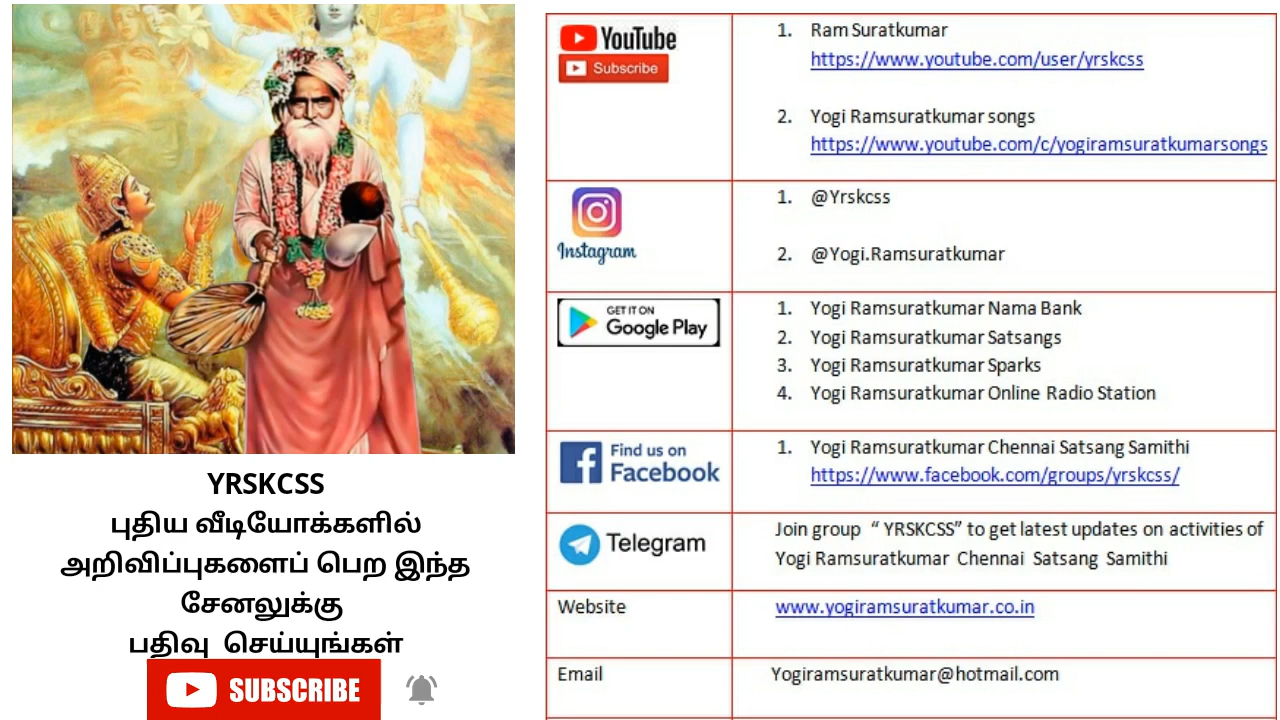 YRSKCSS
புதிய வீடியோக்களில்
அறிவிப்புகளைப் பெற இந்த
சேனலுக்கு
பதிவு செய்யுங்கள்
SUBSCRIBE
YouTube
Subscribe
1. Ram Suratkumar
https://www.youtube.com/user/yrskcss
2. Yogi Ramsuratkumar songs
https://www.youtube.com/c/yogiramsuratkumarsongs
Instagram
1. @Yrskcss
2. @Yogi.Ramsuratkumar
GET IT ON
Google Play
1. Yogi Ramsuratkumar Nama Bank
2. Yogi Ramsuratkumar Satsangs
3. Yogi Ramsuratkumar Sparks
4. Yogi Ramsuratkumar Online Radio Station
Find us on
Facebook
1. Yogi Ramsuratkumar Chennai Satsang Samithi
https://www.facebook.com/groups/yrskcss/
Telegram
Join group “ YRSKCSS” to get latest updates on activities of
Yogi Ramsuratkumar Chennai Satsang Samithi
Website
www.yogiramsuratkumar.co.in
Email
Yogiramsuratkumar@hotmail.com